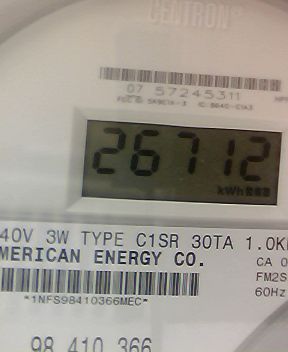 CENTRON®
07 57245311
26712
kWh
40V 3W TYPE C1SR 30TA 1.0K
MERICAN ENERGY CO.
CA 0
FM2S
60Hz
*1NFS98410366MEC*
98 410 366